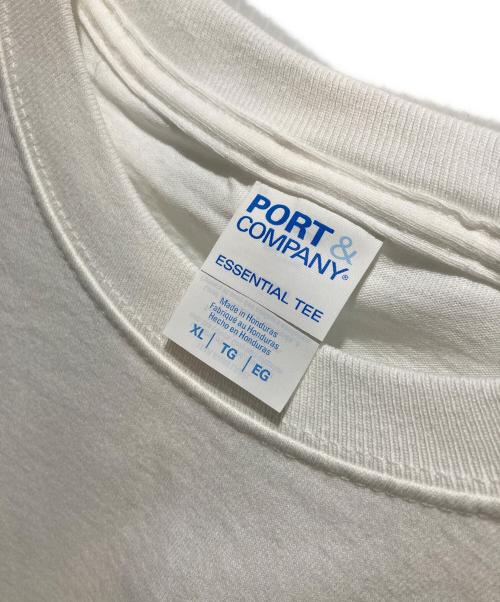 PORT &
COMPANY®
ESSENTIAL TEE
Made in Honduras
Fabriqué au Honduras
Hecho en Honduras
XL | TG | EG